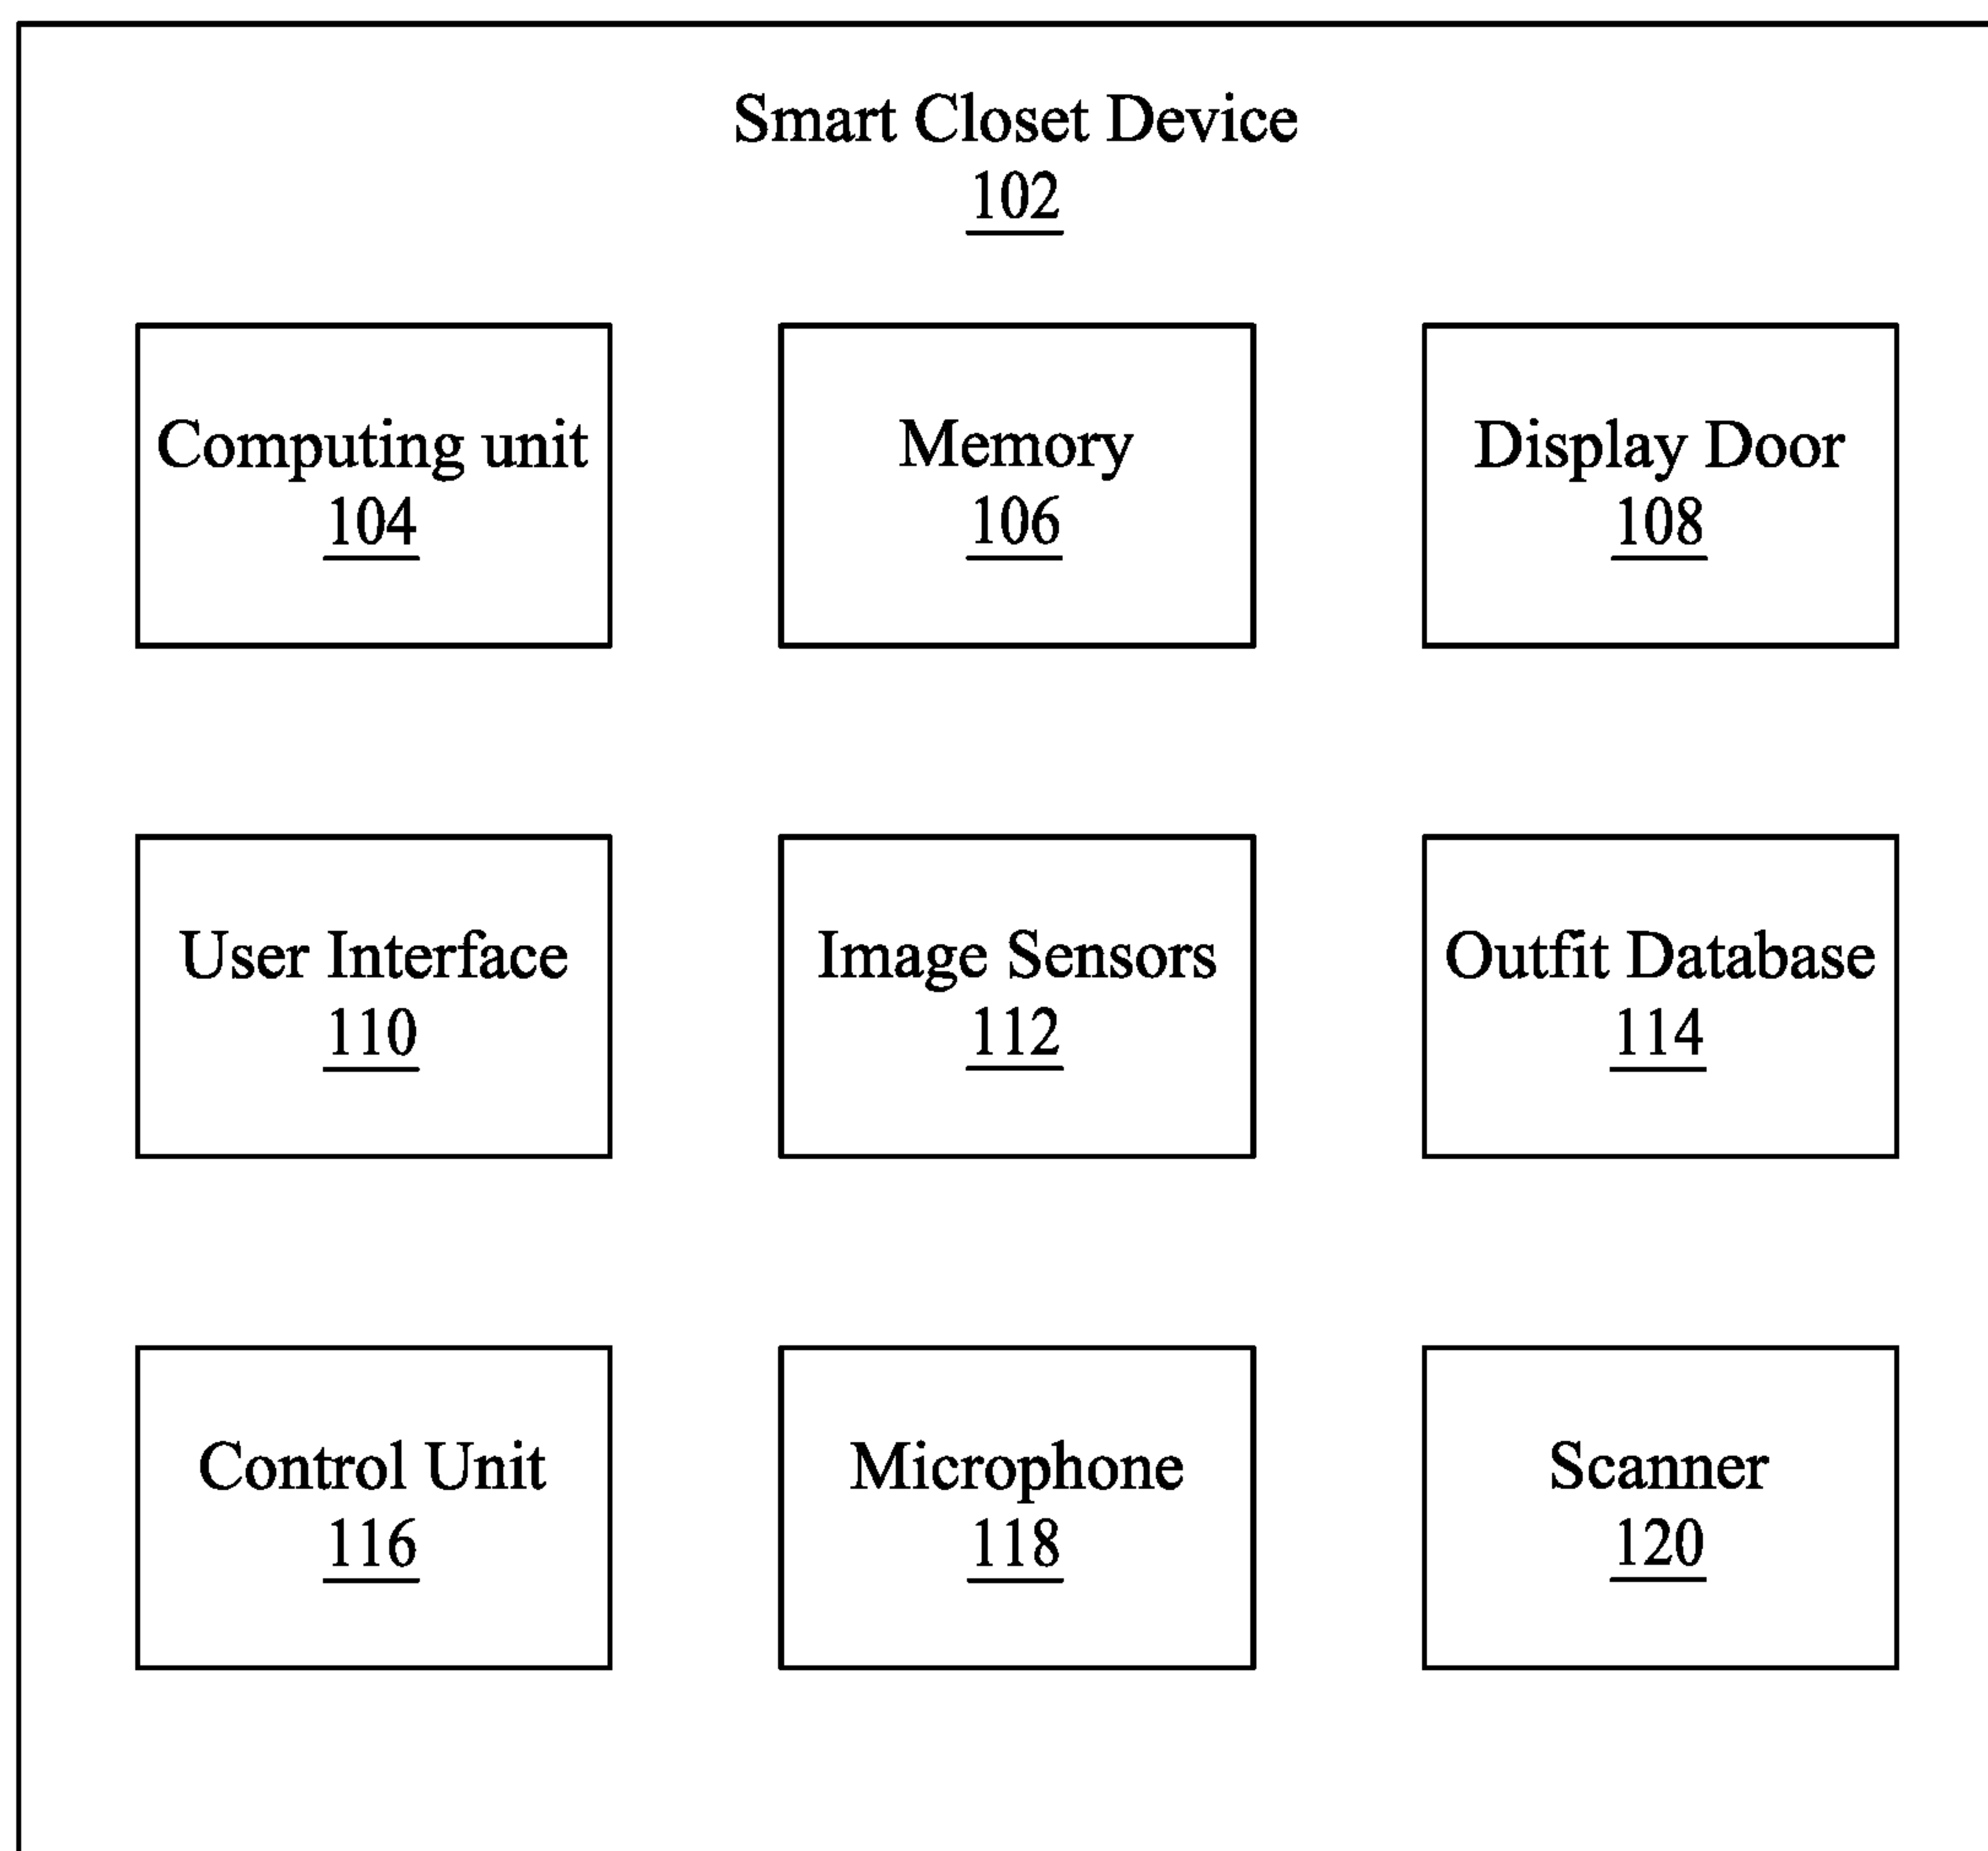 Smart Closet Device
102
Computing unit
104
Memory
106
Display Door
108
User Interface
110
Image Sensors
112
Outfit Database
114
Control Unit
116
Microphone
118
Scanner
120